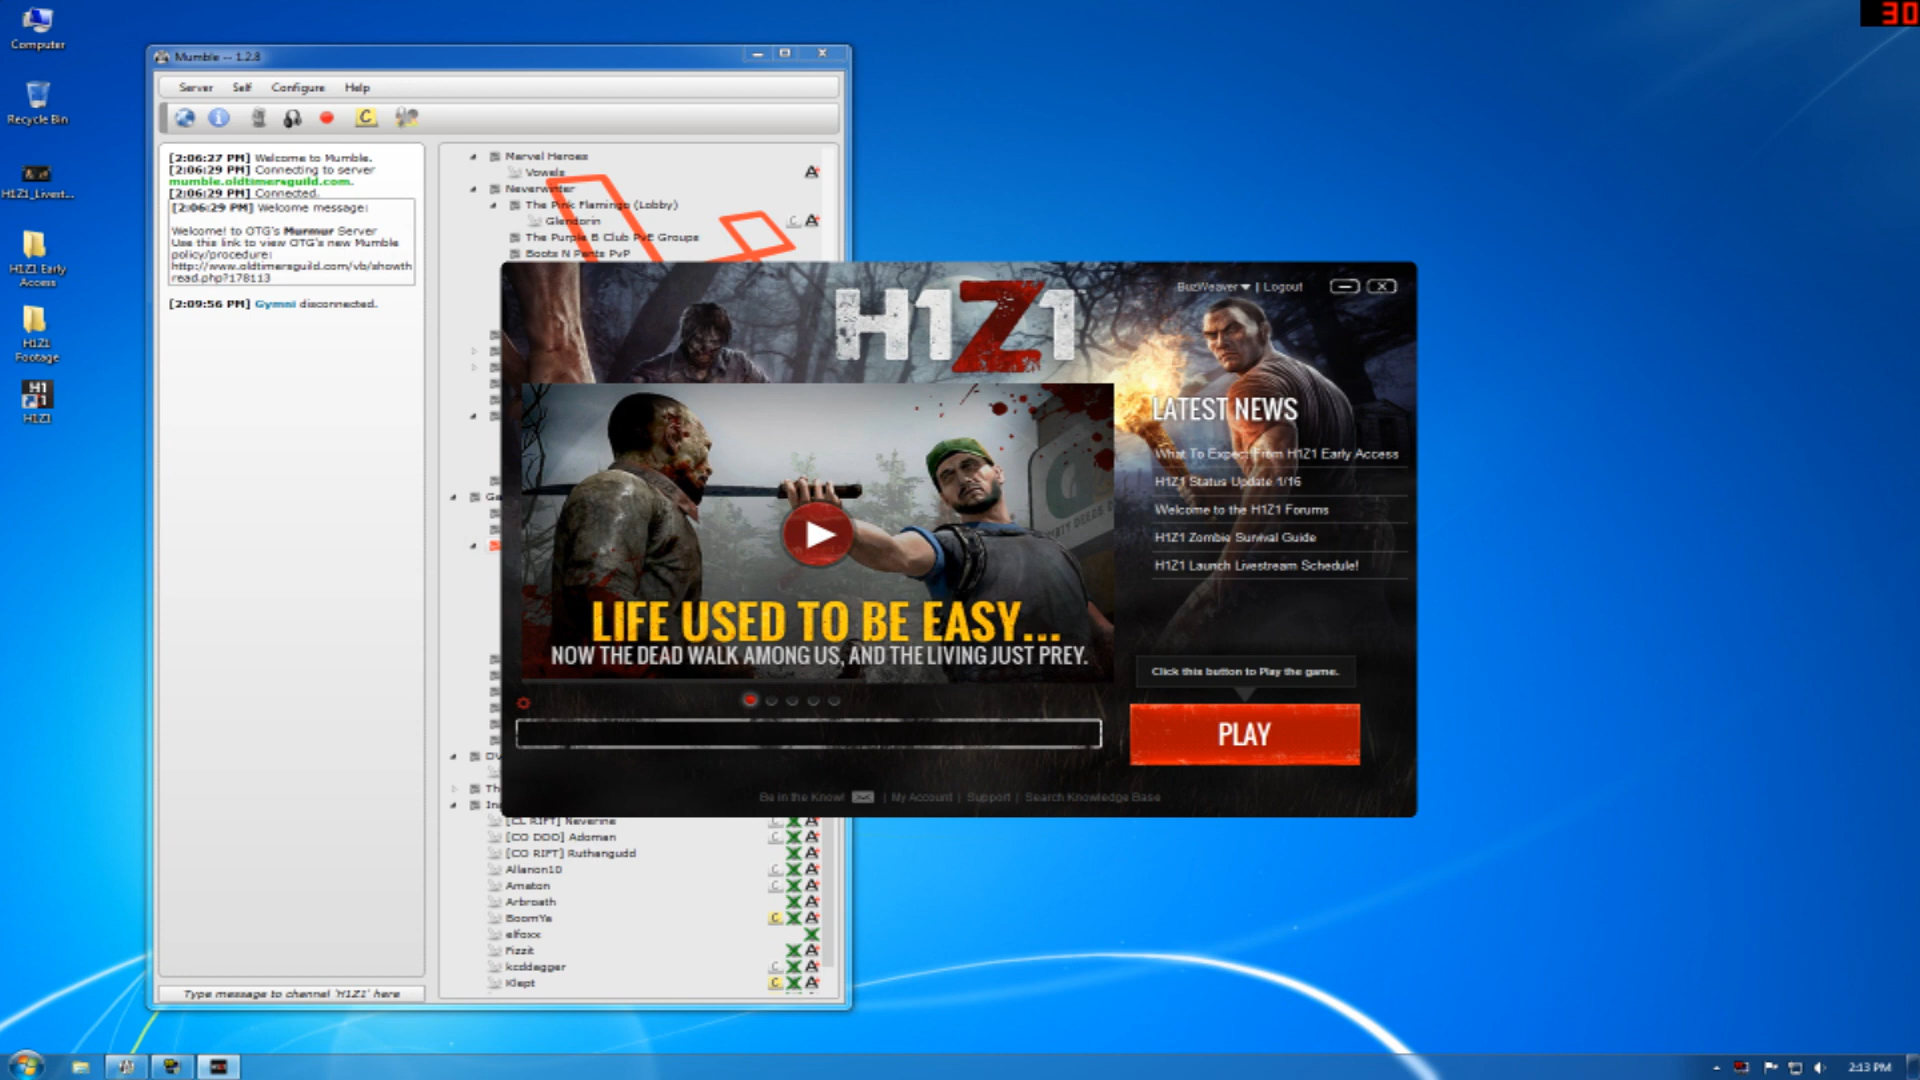 30
Computer
Recycle Bin
H1Z1_Livest...
H1Z1 Early
Access
H1Z1
Footage
H1Z1
Mumble -- 1.2.8
Server Self Configure Help
[2:06:27 PM] Welcome to Mumble.
[2:06:29 PM] Connecting to server
mumble.oldtimersguild.com.
[2:06:29 PM] Connected.
[2:06:29 PM] Welcome message:
Welcome! to OTG's Murmur Server
Use this link to view OTG's new Mumble
policy/procedure:
http://www.oldtimersguild.com/vb/showth
read.php?178113
[2:09:56 PM] Gymni disconnected.
Type message to channel 'H1Z1' here
Marvel Heroes
Vowels
Neverwinter
The Pink Flamingo (Lobby)
Glendorin
The Purple B Club PvE Groups
Boots N Pants PvP
[CL RIFT] Neverine
[CO DDO] Adoman
[CO RIFT] Ruthangudd
Allanon10
Amaton
Arbroath
BoomYa
elfoxx
Fizzit
kcddagger
Klept
BuzWeaver | Logout
H1Z1
LIFE USED TO BE EASY...
NOW THE DEAD WALK AMONG US, AND THE LIVING JUST PREY.
LATEST NEWS
What To Expect From H1Z1 Early Access
H1Z1 Status Update 1/16
Welcome to the H1Z1 Forums
H1Z1 Zombie Survival Guide
H1Z1 Launch Livestream Schedule!
Click this button to Play the game.
PLAY
Be in the Know! | My Account | Support | Search Knowledge Base
2:13 PM